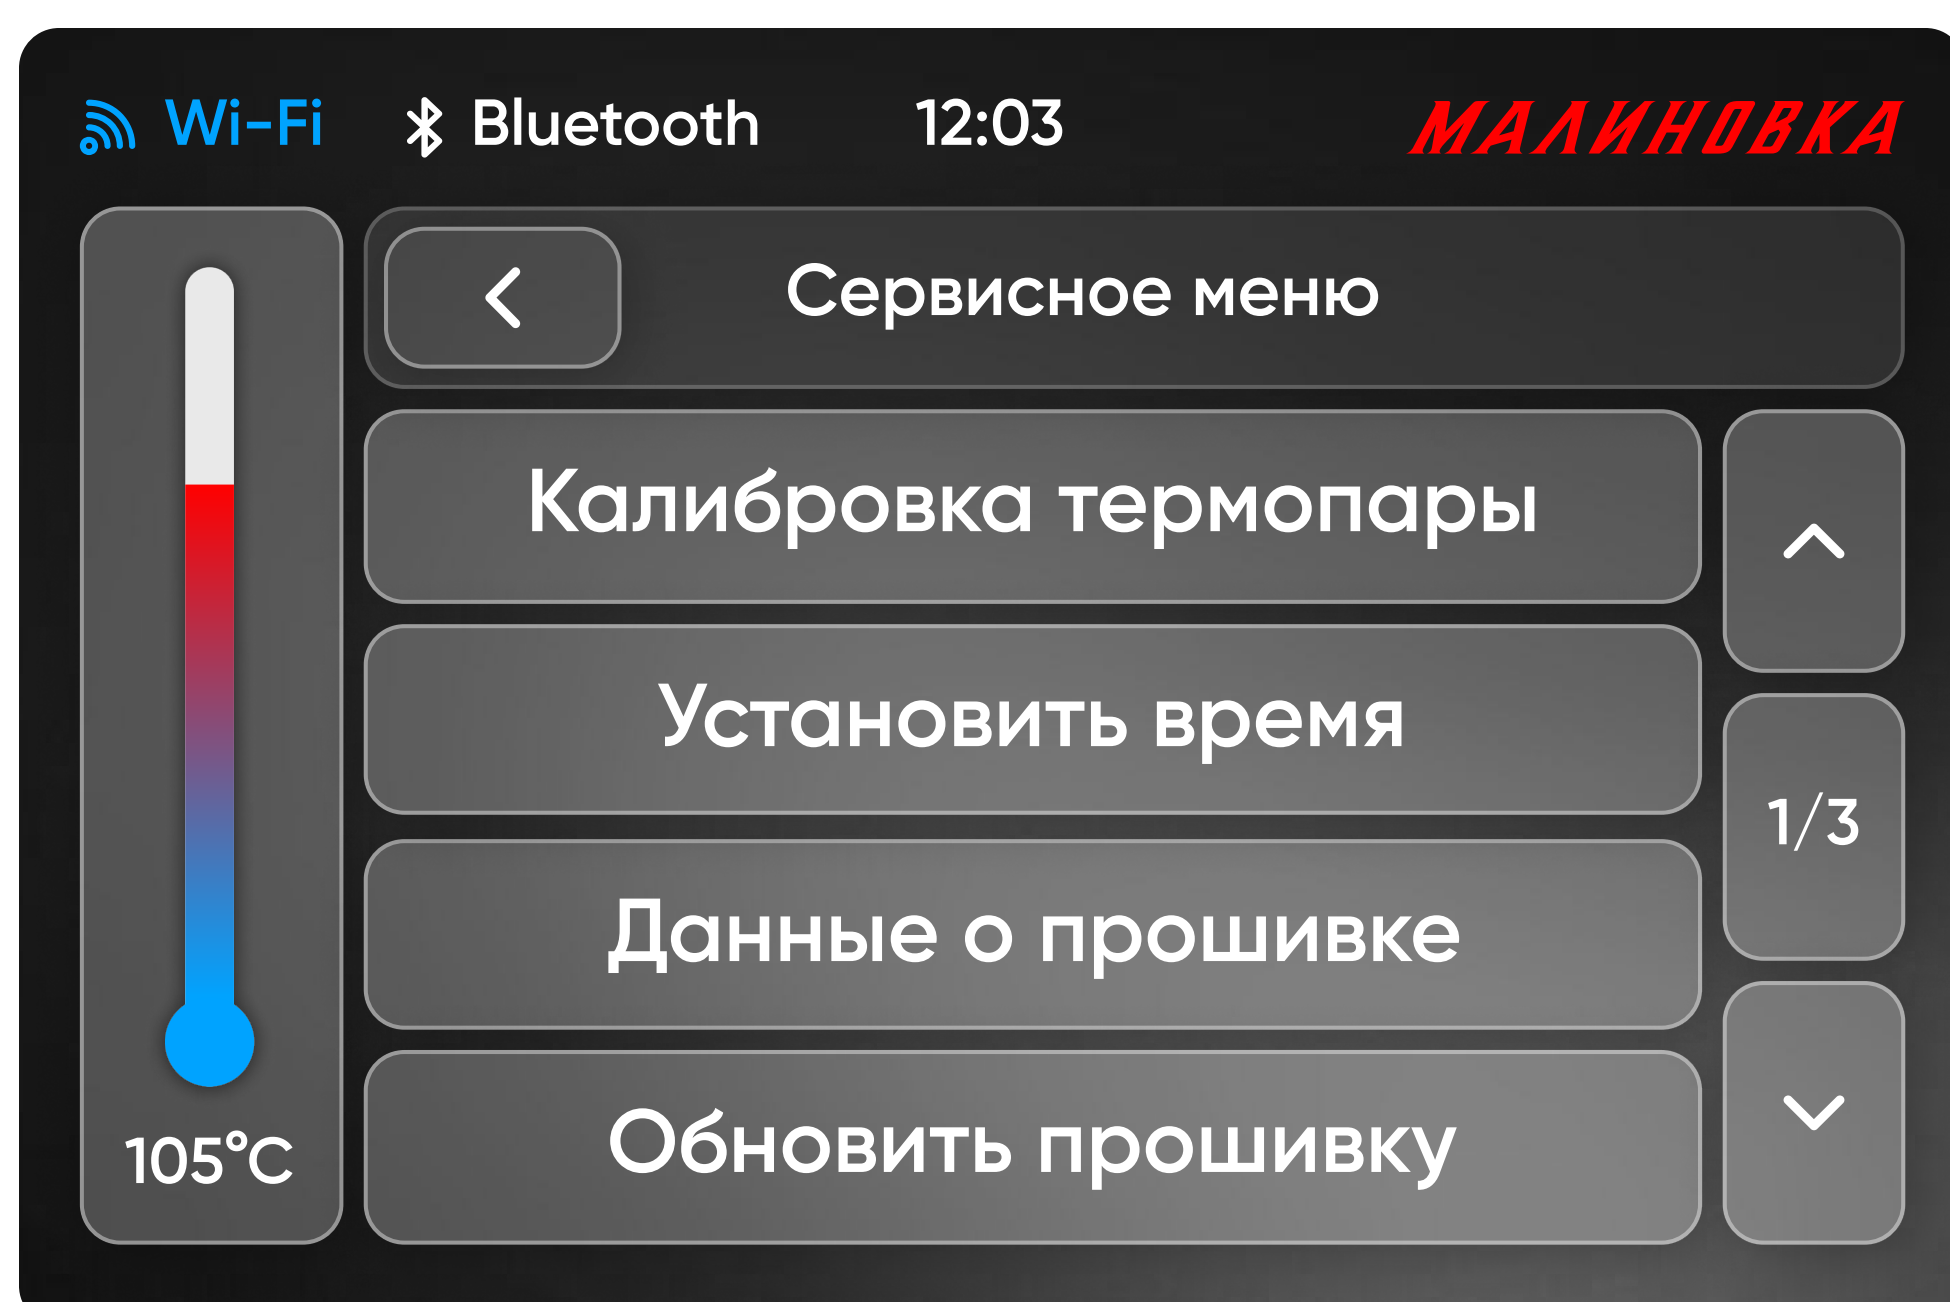 Wi-Fi Bluetooth 12:03 МАЛИНОВКА
Сервисное меню
Калибровка термопары
Установить время
1/3
Данные о прошивке
Обновить прошивку
105°C